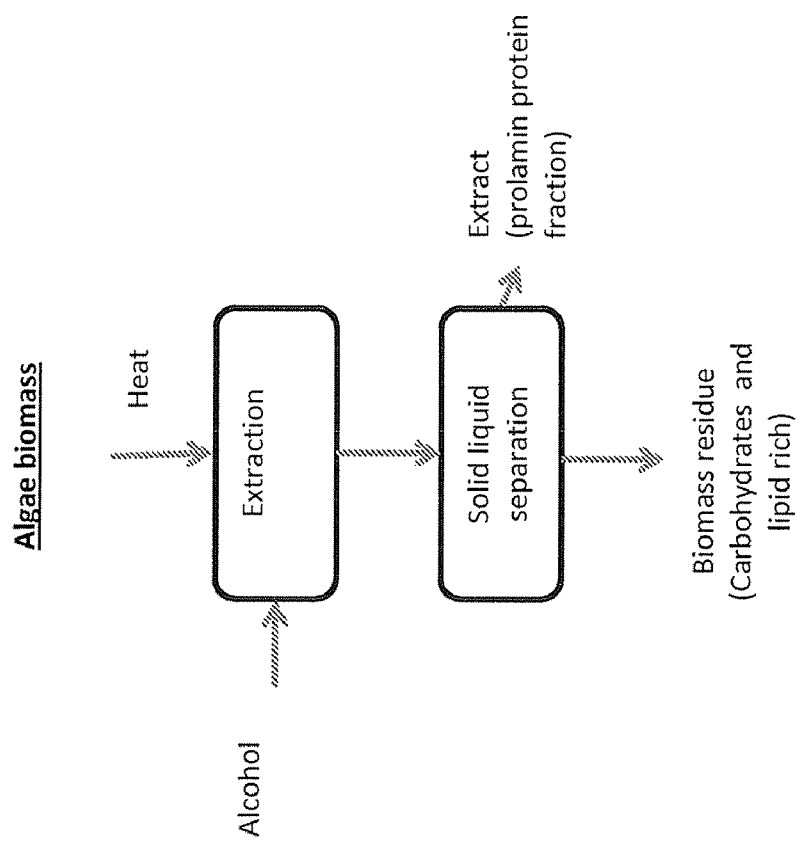 Algae biomass
Heat
Alcohol
Extraction
Solid liquid
separation
Extract
(prolamin protein
fraction)
Biomass residue
(Carbohydrates and
lipid rich)